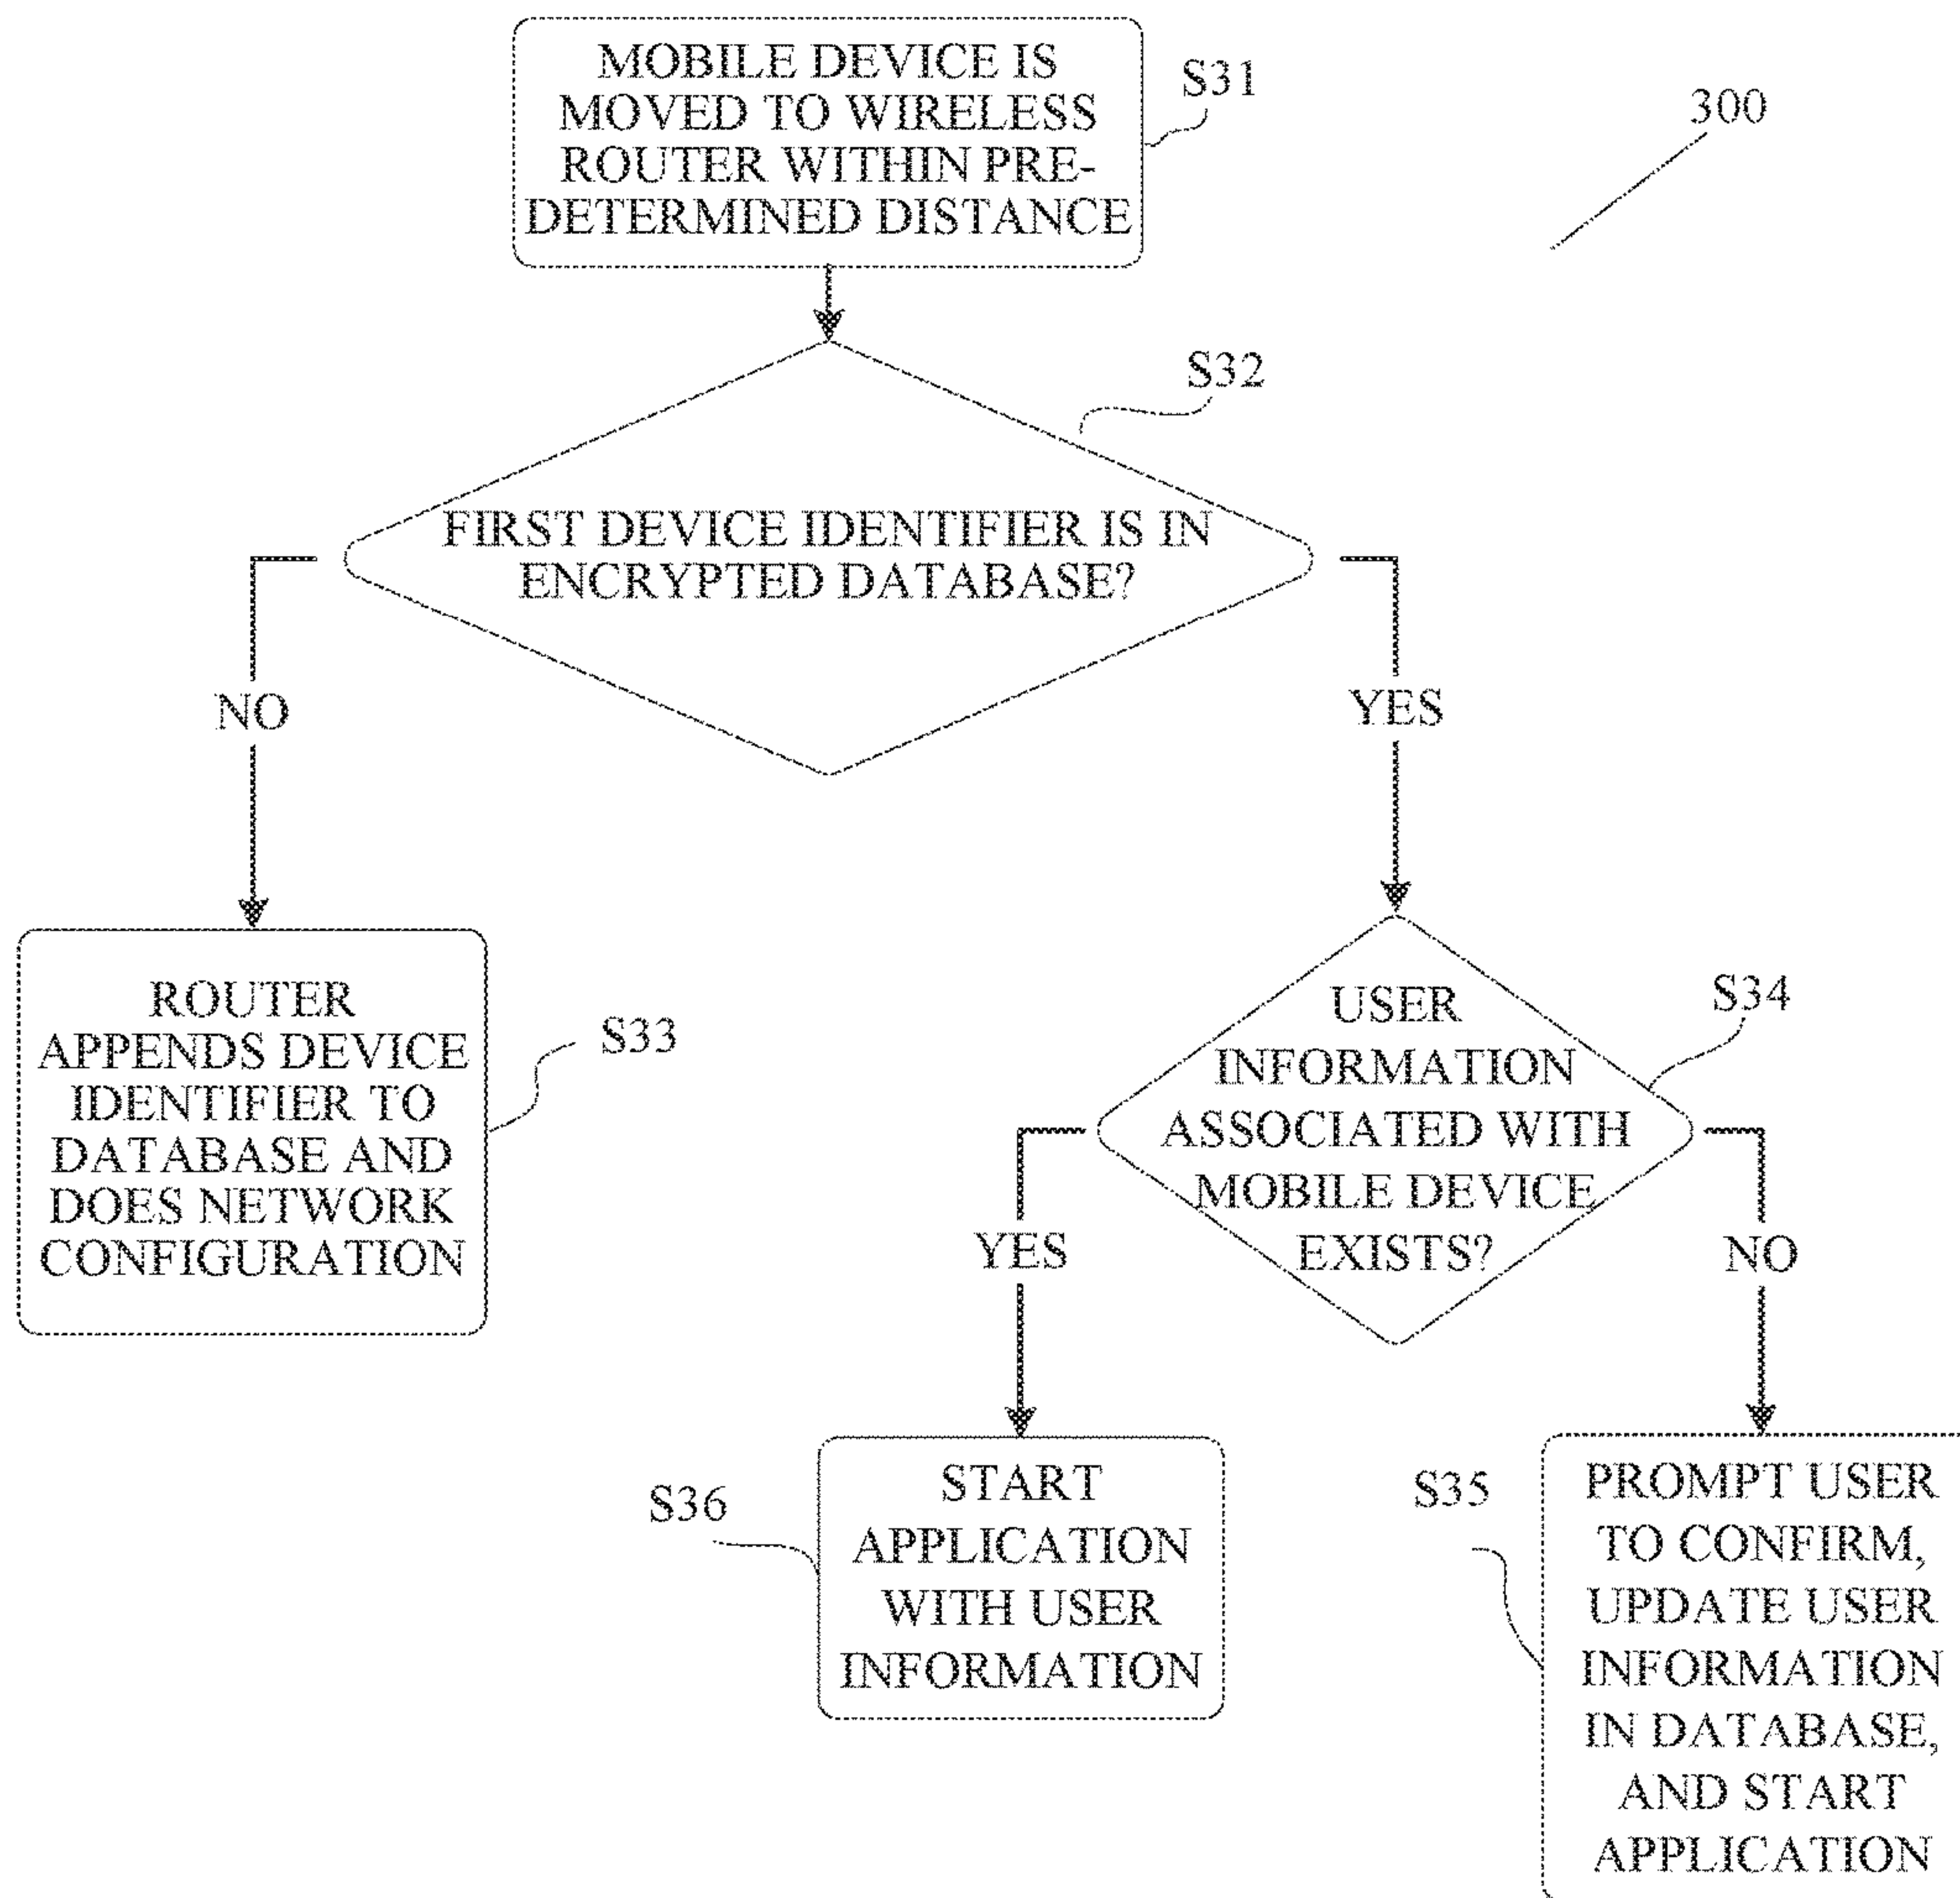 MOBILE DEVICE IS
MOVED TO WIRELESS
ROUTER WITHIN PRE-
DETERMINED DISTANCE
S31
300
S32
FIRST DEVICE IDENTIFIER IS IN
ENCRYPTED DATABASE?
NO
YES
ROUTER
APPENDS DEVICE
IDENTIFIER TO
DATABASE AND
DOES NETWORK
CONFIGURATION
S33
USER
INFORMATION
ASSOCIATED WITH
MOBILE DEVICE
EXISTS?
S34
YES
NO
S36
START
APPLICATION
WITH USER
INFORMATION
S35
PROMPT USER
TO CONFIRM,
UPDATE USER
INFORMATION
IN DATABASE,
AND START
APPLICATION